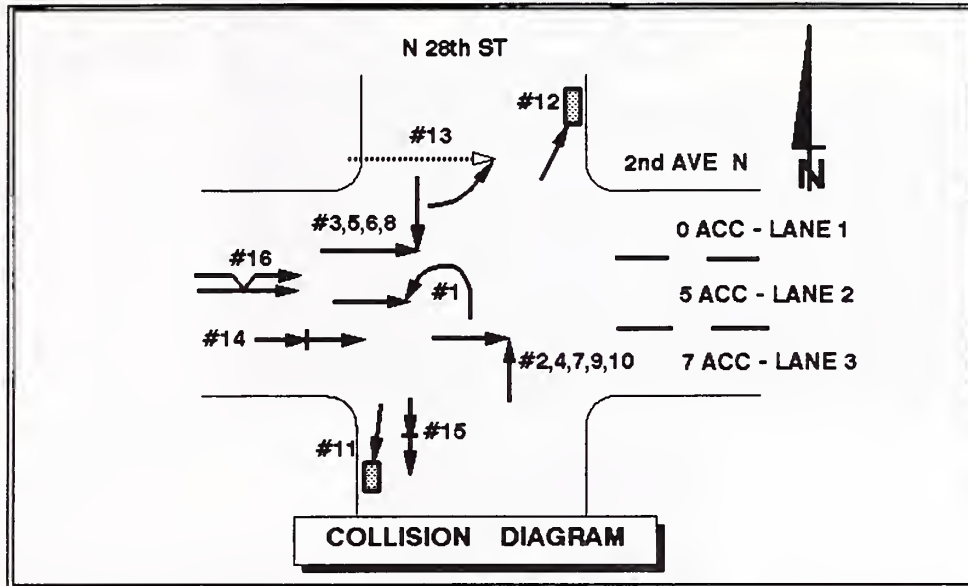 N 28th ST
#12
#13
2nd AVE N
N
#3,5,6,8
0 ACC - LANE 1
#16
#1
5 ACC - LANE 2
#14
#2,4,7,9,10
7 ACC - LANE 3
#11
#15
COLLISION DIAGRAM